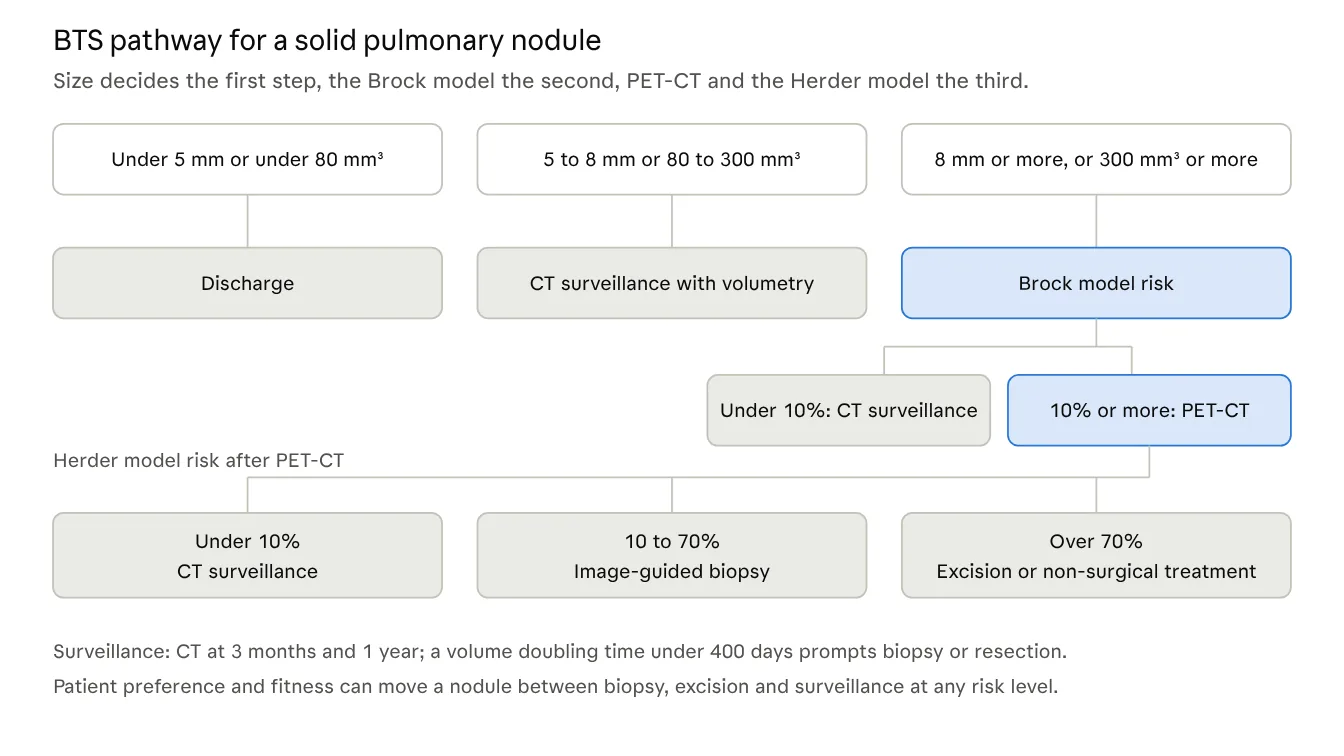 BTS pathway for a solid pulmonary nodule
Size decides the first step, the Brock model the second, PET-CT and the Herder model the third.
Under 5 mm or under 80 mm³
5 to 8 mm or 80 to 300 mm³
8 mm or more, or 300 mm³ or more
Discharge
CT surveillance with volumetry
Brock model risk
Under 10%: CT surveillance
10% or more: PET-CT
Herder model risk after PET-CT
Under 10%
CT surveillance
10 to 70%
Image-guided biopsy
Over 70%
Excision or non-surgical treatment
Surveillance: CT at 3 months and 1 year; a volume doubling time under 400 days prompts biopsy or resection.
Patient preference and fitness can move a nodule between biopsy, excision and surveillance at any risk level.